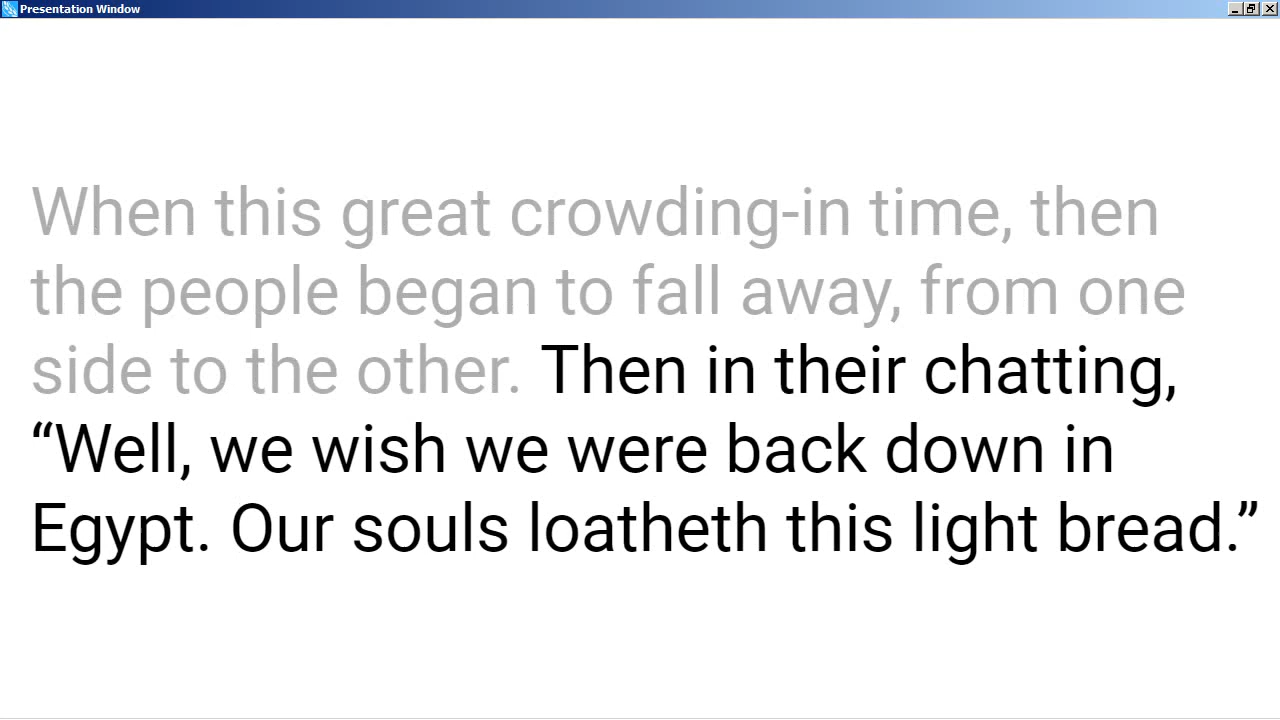 Presentation Window
When this great crowding-in time, then
the people began to fall away, from one
side to the other. Then in their chatting,
“Well, we wish we were back down in
Egypt. Our souls loatheth this light bread.”